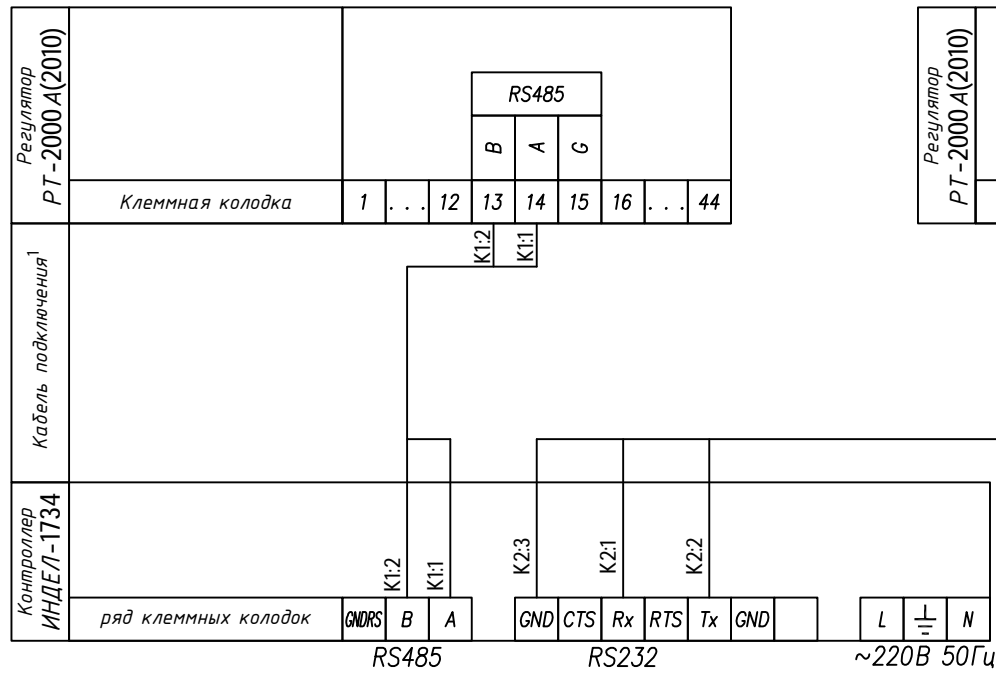 Регулятор
РТ-2000 А(2010)
RS485
B A G
Клеммная колодка 1 . . . 12 13 14 15 16 . . . 44
Регулятор
РТ-2000 А(2010)
Кабель подключения1
K1:2 K1:1
Контроллер
ИНДЕЛ-1734
K1:2 K1:1 K2:3 K2:1 K2:2
ряд клеммных колодок GNDRS B A GND CTS Rx RTS Tx GND L N
RS485 RS232 ~220В 50Гц